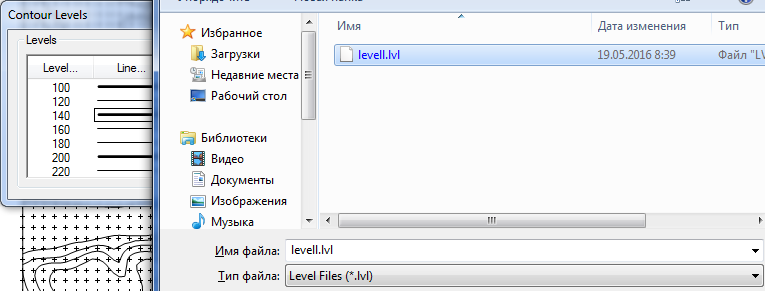 Contour Levels
Levels
Level... Line...
100
120
140
160
180
200
220
Избранное
Загрузки
Недавние места
Рабочий стол
Библиотеки
Видео
Документы
Изображения
Музыка
Имя Дата изменения Тип
levell.lvl 19.05.2016 8:39 Файл "LV
Имя файла: levell.lvl
Тип файла: Level Files (*.lvl)